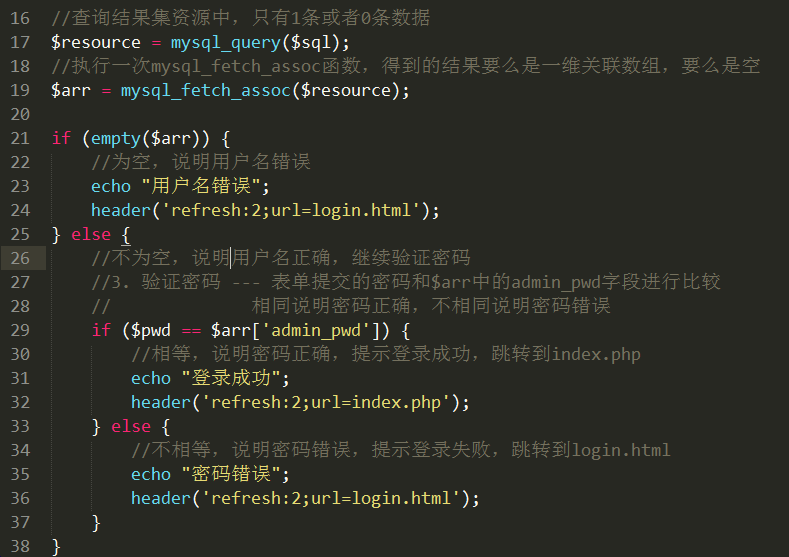 16 //查询结果集资源中，只有1条或者0条数据
17 $resource = mysql_query($sql);
18 //执行一次mysql_fetch_assoc函数，得到的结果要么是一维关联数组，要么是空
19 $arr = mysql_fetch_assoc($resource);
20
21 if (empty($arr)) {
22     //为空，说明用户名错误
23     echo "用户名错误";
24     header('refresh:2;url=login.html');
25 } else {
26     //不为空，说明用户名正确，继续验证密码
27     //3. 验证密码 --- 表单提交的密码和$arr中的admin_pwd字段进行比较
28     //              相同说明密码正确，不相同说明密码错误
29     if ($pwd == $arr['admin_pwd']) {
30         //相等，说明密码正确，提示登录成功，跳转到index.php
31         echo "登录成功";
32         header('refresh:2;url=index.php');
33     } else {
34         //不相等，说明密码错误，提示登录失败，跳转到login.html
35         echo "密码错误";
36         header('refresh:2;url=login.html');
37     }
38 }